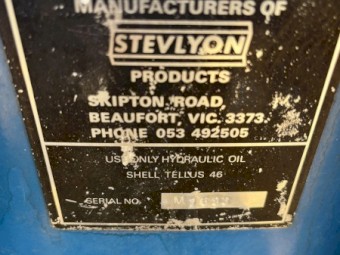 MANUFACTURERS OF
STEVLYON
PRODUCTS
SKIPTON ROAD,
BEAUFORT, VIC. 3373.
PHONE 053 492505
USE ONLY HYDRAULIC OIL
SHELL TELLUS 46
SERIAL NO.